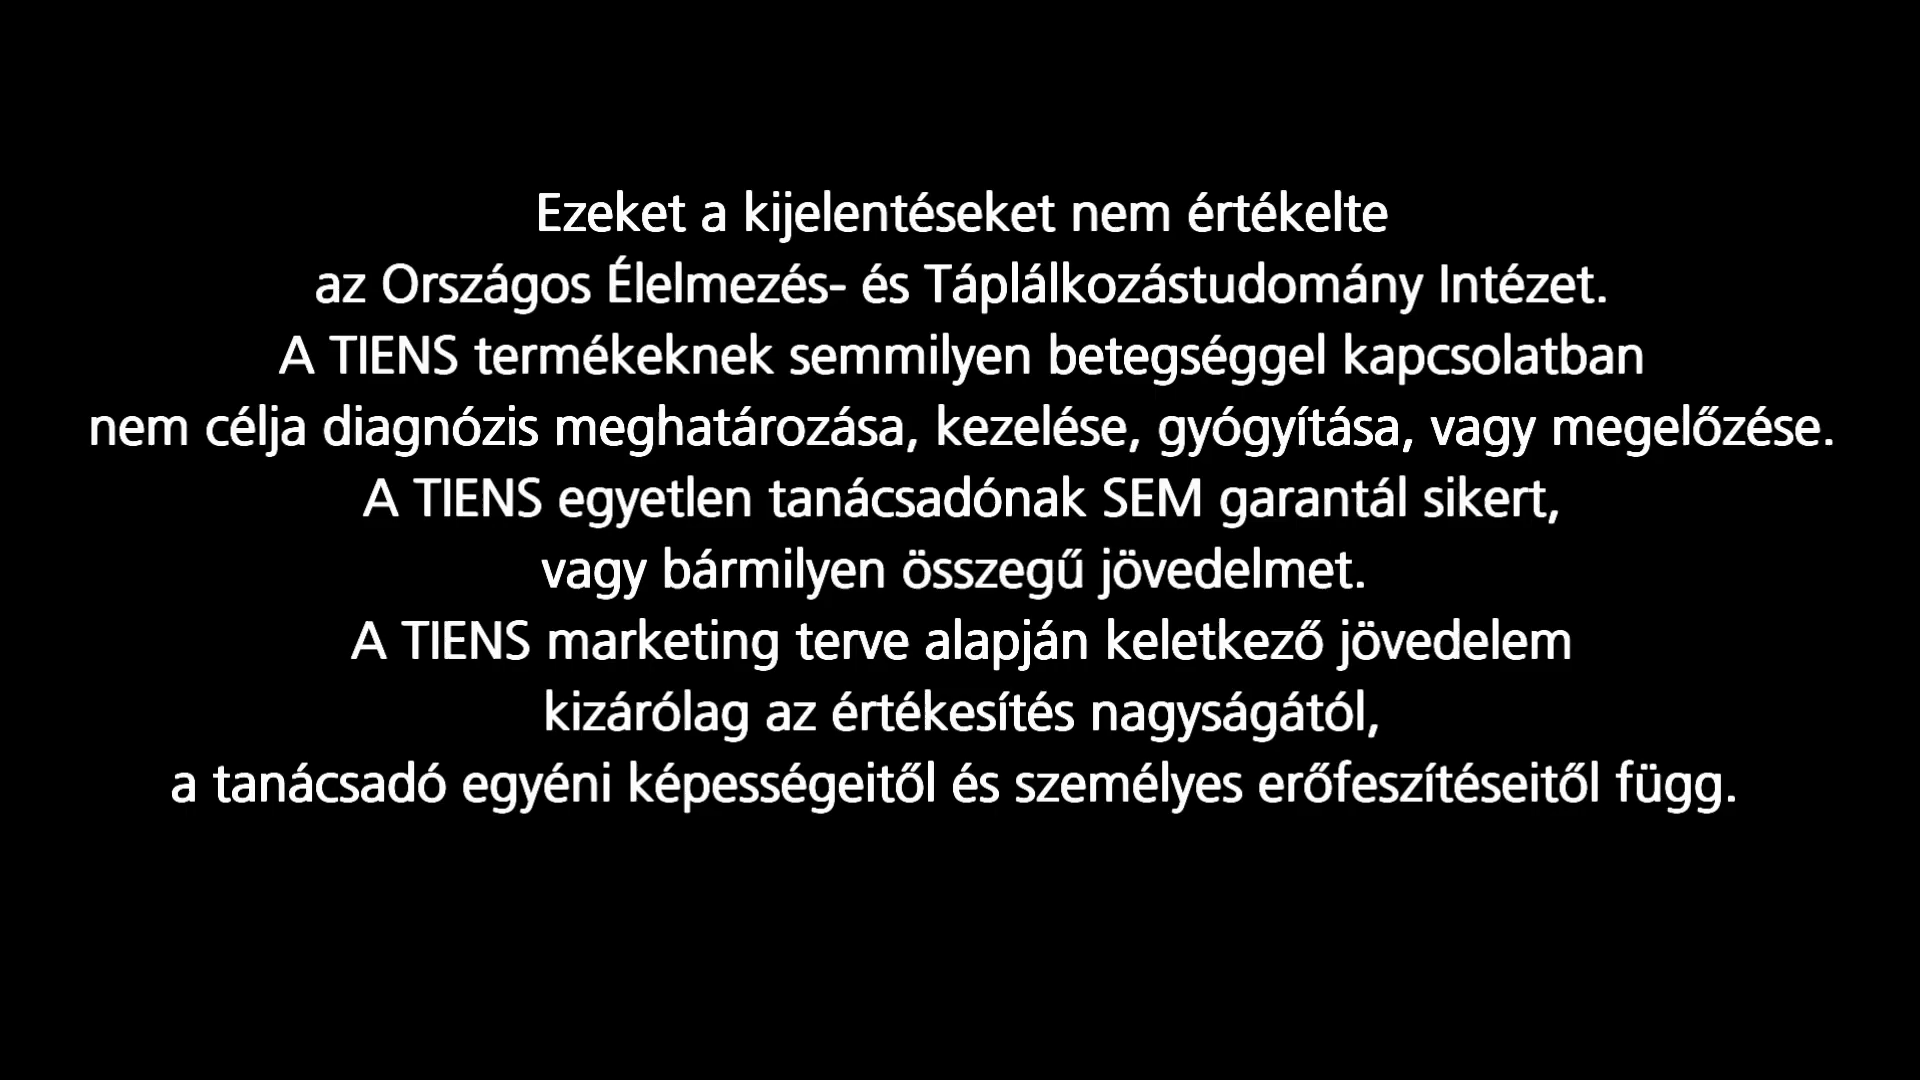 Ezeket a kijelentéseket nem értékelte
az Országos Élelmezés- és Táplálkozástudomány Intézet.
A TIENS termékeknek semmilyen betegséggel kapcsolatban
nem célja diagnózis meghatározása, kezelése, gyógyítása, vagy megelőzése.
A TIENS egyetlen tanácsadónak SEM garantál sikert,
vagy bármilyen összegű jövedelmet.
A TIENS marketing terve alapján keletkező jövedelem
kizárólag az értékesítés nagyságától,
a tanácsadó egyéni képességeitől és személyes erőfeszítéseitől függ.